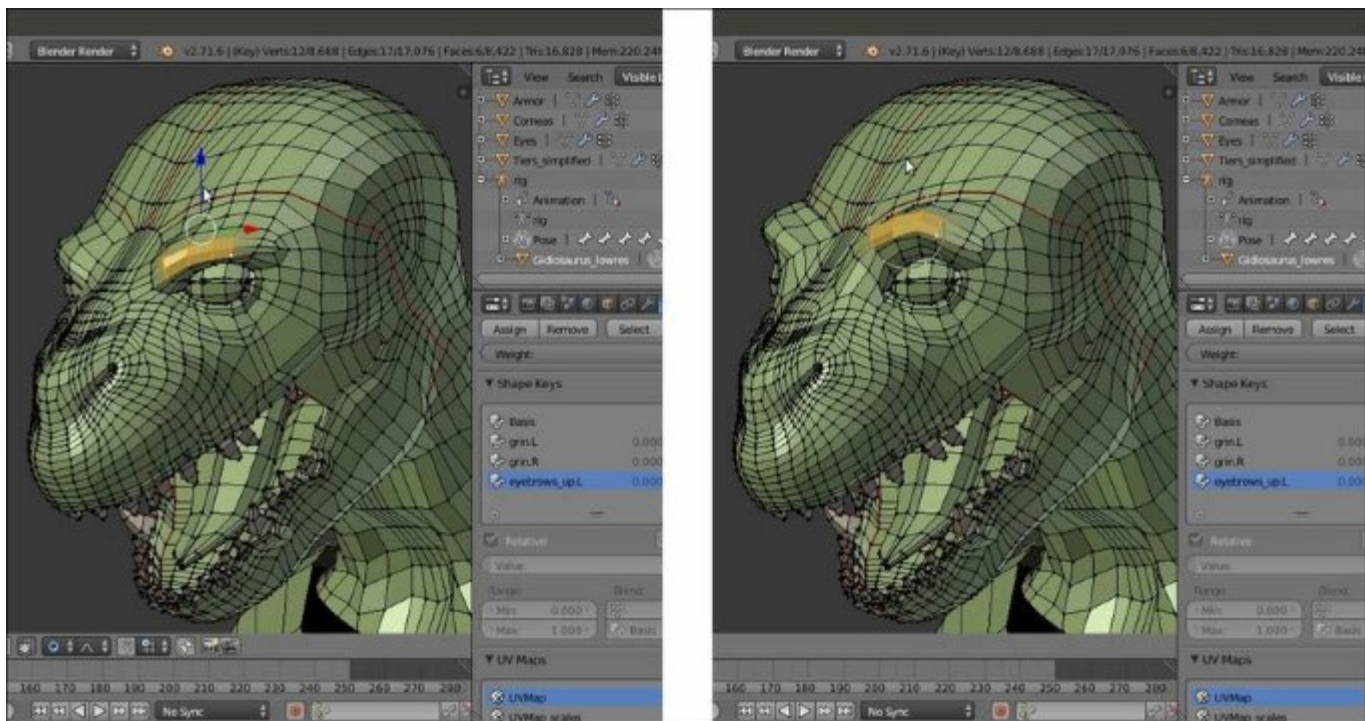 Blender Render
v2.71.6 | (Key) Verts:12/8,688 | Edges:17/17,076 | Faces:6/8,422 | Tris:16,828 | Mem:220.24
View Search Visible
Armor
Corneas
Eyes
Tiers_simplified
rig
Animation
rig
Pose
Gidiosaurus_lowres
Assign Remove Select
Weight:
Shape Keys
Basis
grin.L 0.000
grin.R 0.000
eyebrows_up.L 0.000
Relative
Value:
Range: Blend:
Min: 0.000
Max: 1.000 Basis
UV Maps
160 170 180 190 200 210 220 230 240 250 260 270 280
UVMap
No Sync
UVMap scales
Blender Render
v2.71.6 | (Key) Verts:12/8,688 | Edges:17/17,076 | Faces:6/8,422 | Tris:16,828 | Mem:220.24
View Search Visible
Armor
Corneas
Eyes
Tiers_simplified
rig
Animation
rig
Pose
Gidiosaurus_lowres
Assign Remove Select
Weight:
Shape Keys
Basis
grin.L 0.000
grin.R 0.000
eyebrows_up.L 0.000
Relative
Value:
Range: Blend:
Min: 0.000
Max: 1.000 Basis
UV Maps
160 170 180 190 200 210 220 230 240 250 260 270 280
UVMap
No Sync
UVMap scales